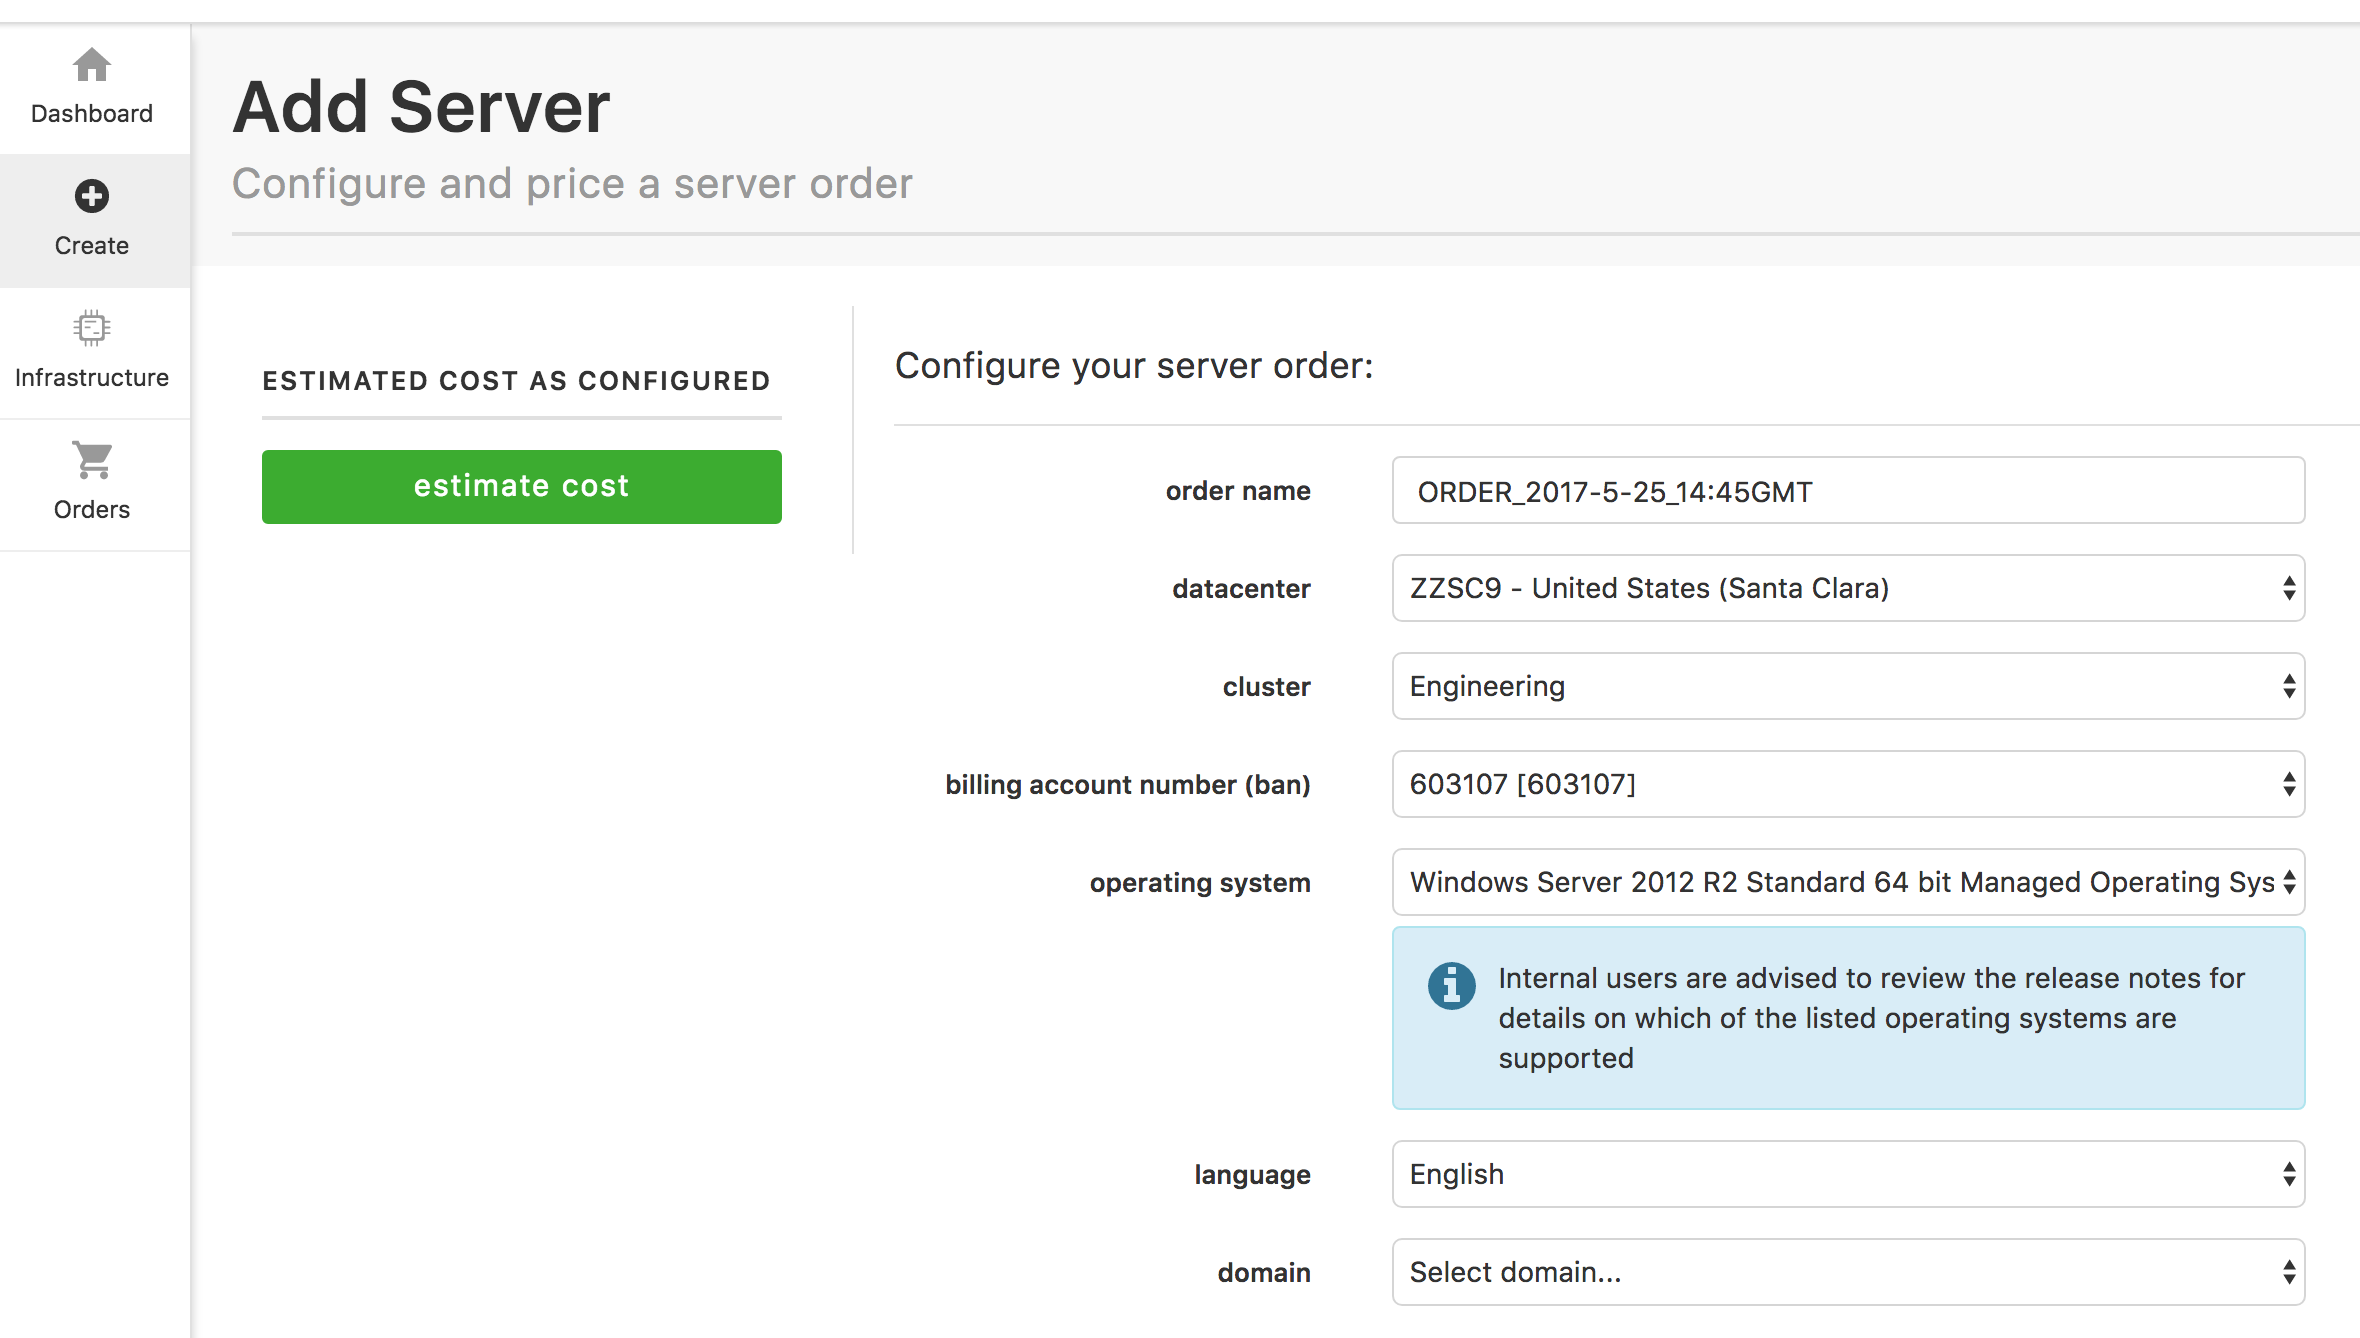 Dashboard
Create
Infrastructure
Orders
Add Server
Configure and price a server order
ESTIMATED COST AS CONFIGURED
estimate cost
Configure your server order:
order name
ORDER_2017-5-25_14:45GMT
datacenter
ZZSC9 - United States (Santa Clara)
cluster
Engineering
billing account number (ban)
603107 [603107]
operating system
Windows Server 2012 R2 Standard 64 bit Managed Operating Sys
Internal users are advised to review the release notes for
details on which of the listed operating systems are
supported
language
English
domain
Select domain...